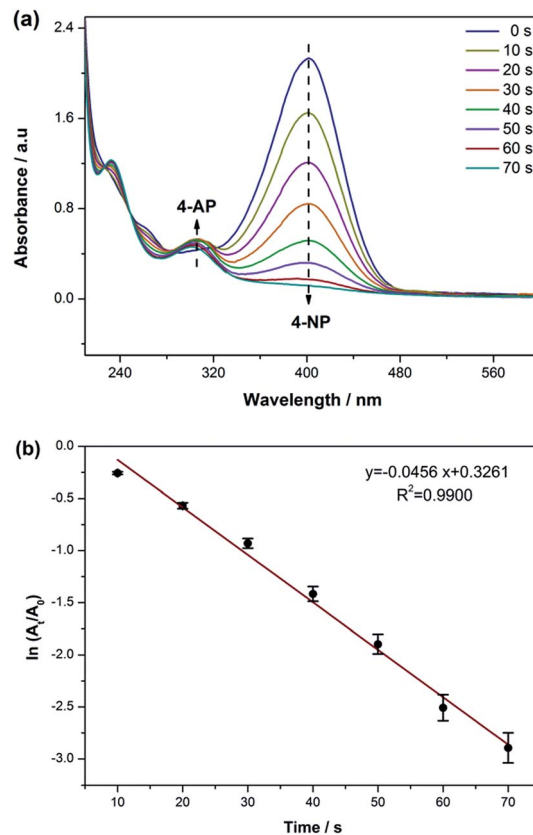 (a)
2.4
1.6
0.8
0.0
Absorbance / a.u
0 s
10 s
20 s
30 s
40 s
50 s
60 s
70 s
4-AP
4-NP
240 320 400 480 560
Wavelength / nm
(b)
0.0
-0.5
-1.0
-1.5
-2.0
-2.5
-3.0
ln (At/A0)
y=-0.0456 x+0.3261
R²=0.9900
10 20 30 40 50 60 70
Time / s